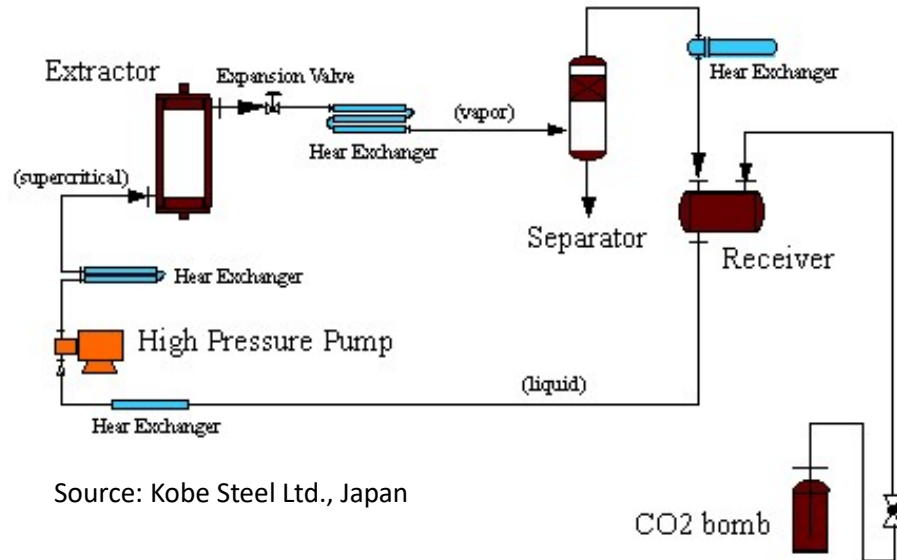 Extractor
Expansion Valve
Hear Exchanger
(vapor)
Hear Exchanger
(supercritical)
Separator
Receiver
Hear Exchanger
High Pressure Pump
(liquid)
Hear Exchanger
Source: Kobe Steel Ltd., Japan
CO2 bomb